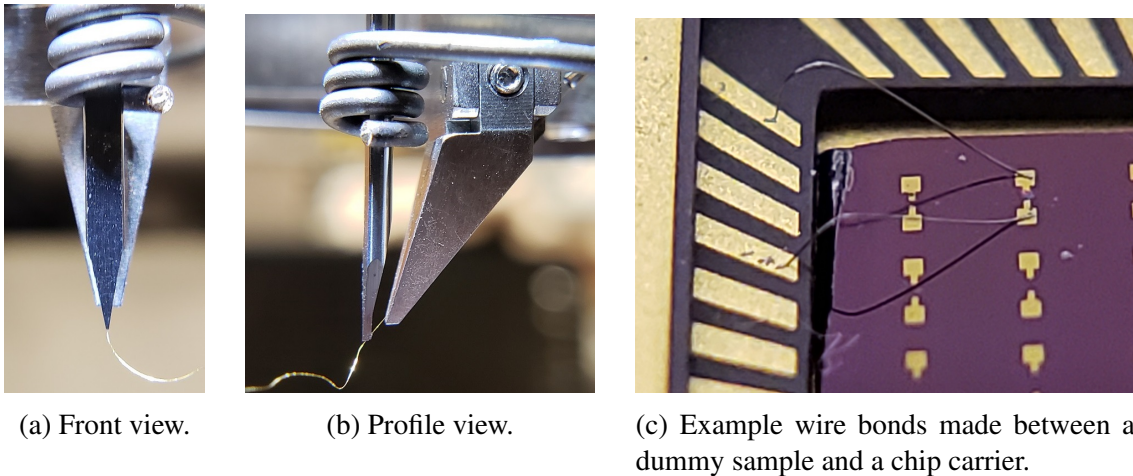 (a) Front view.
(b) Profile view.
(c) Example wire bonds made between a
dummy sample and a chip carrier.